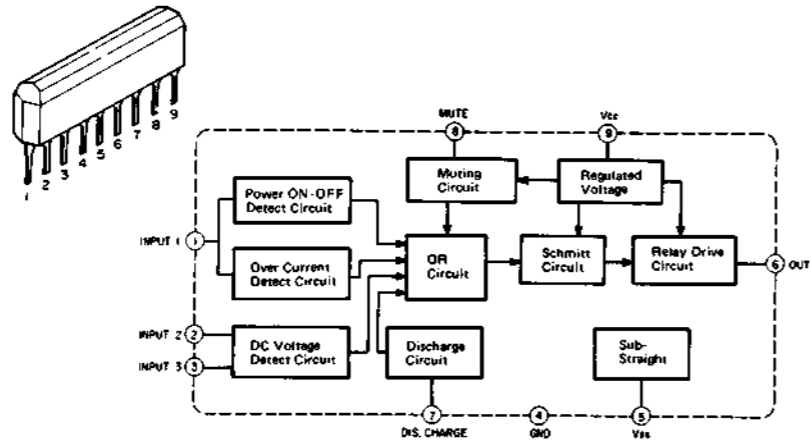 1
2
3
4
5
6
7
8
9
MUTE
8
Vcc
9
Muting
Circuit
Regulated
Voltage
Power ON-OFF
Detect Circuit
INPUT 1
1
OR
Circuit
Schmitt
Circuit
Relay Drive
Circuit
6
OUT
Over Current
Detect Circuit
INPUT 2
2
INPUT 3
3
DC Voltage
Detect Circuit
Discharge
Circuit
Sub-
Straight
7
4
5
DIS. CHARGE
GND
Vss